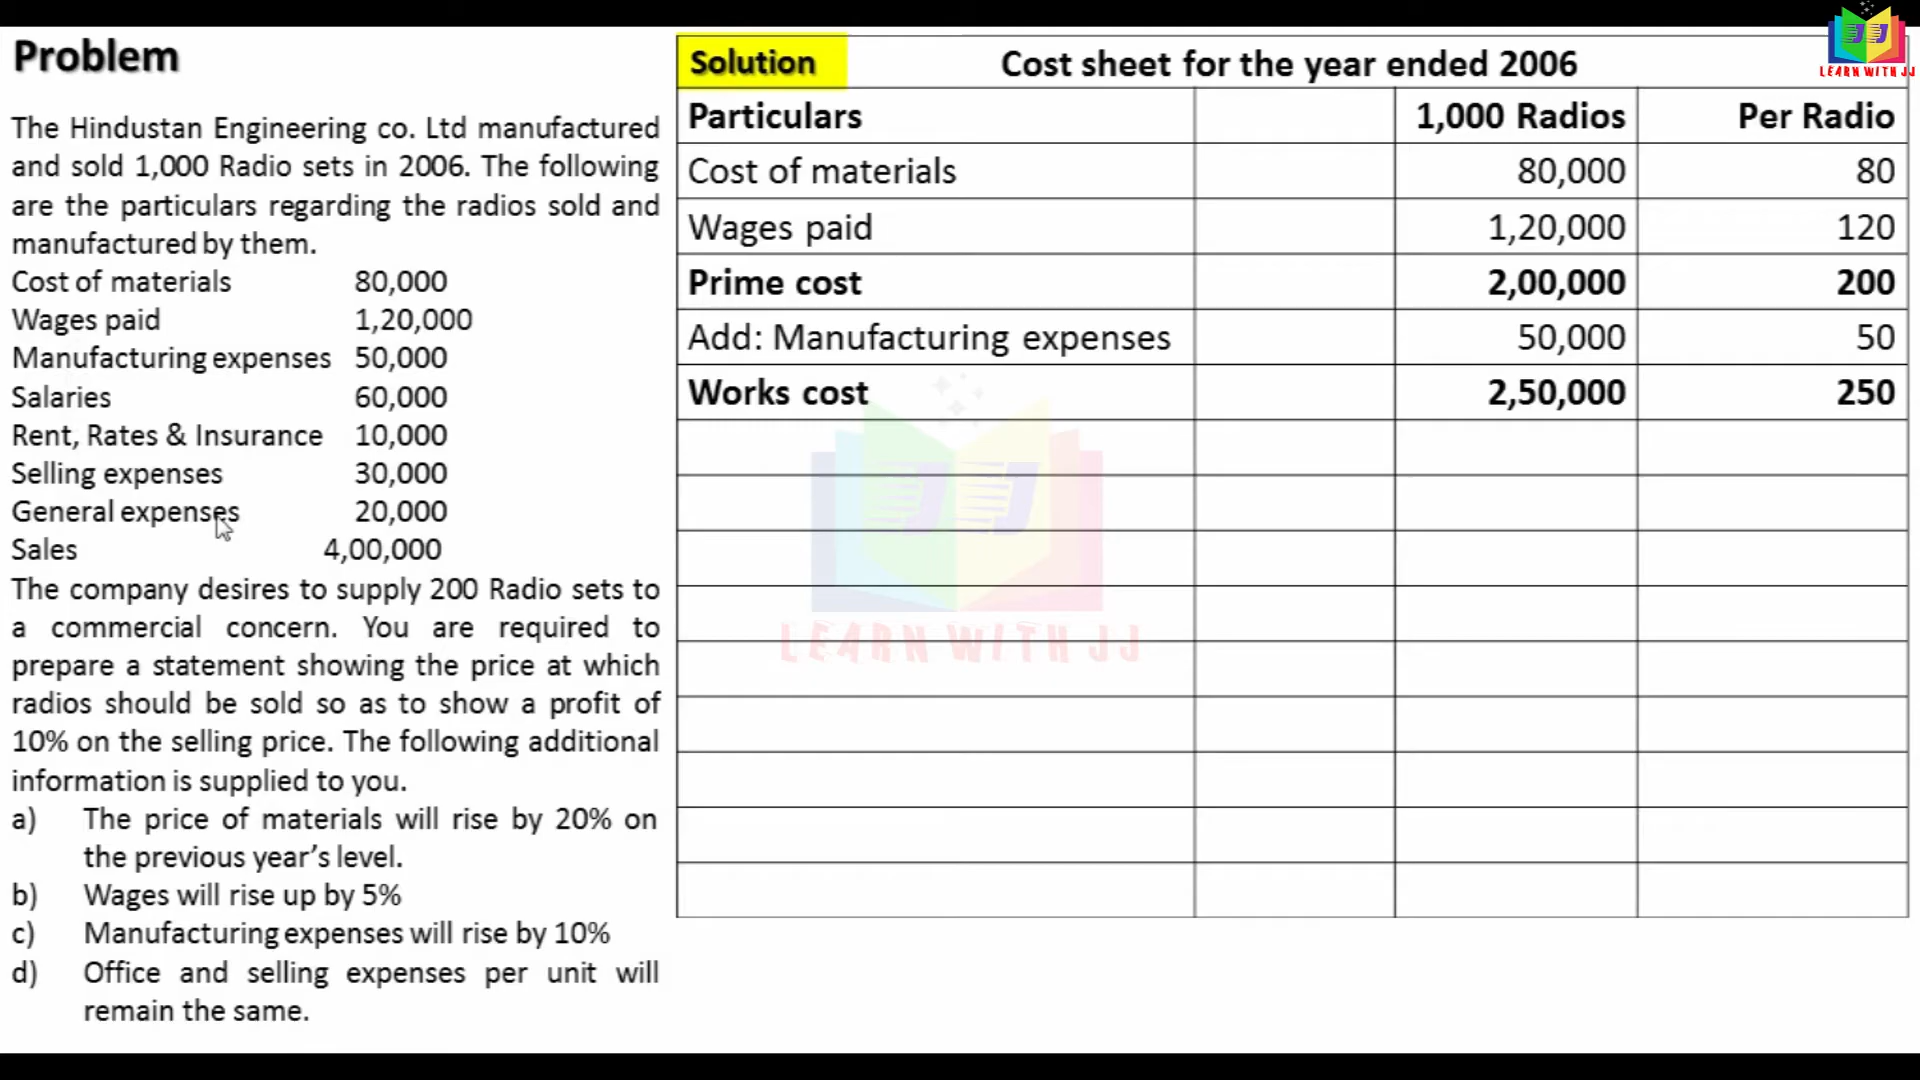 Problem
The Hindustan Engineering co. Ltd manufactured
and sold 1,000 Radio sets in 2006. The following
are the particulars regarding the radios sold and
manufactured by them.
Cost of materials 80,000
Wages paid 1,20,000
Manufacturing expenses 50,000
Salaries 60,000
Rent, Rates & Insurance 10,000
Selling expenses 30,000
General expenses 20,000
Sales 4,00,000
The company desires to supply 200 Radio sets to
a commercial concern. You are required to
prepare a statement showing the price at which
radios should be sold so as to show a profit of
10% on the selling price. The following additional
information is supplied to you.
a) The price of materials will rise by 20% on
the previous year's level.
b) Wages will rise up by 5%
c) Manufacturing expenses will rise by 10%
d) Office and selling expenses per unit will
remain the same.
Solution Cost sheet for the year ended 2006
Particulars 1,000 Radios Per Radio
Cost of materials 80,000 80
Wages paid 1,20,000 120
Prime cost 2,00,000 200
Add: Manufacturing expenses 50,000 50
Works cost 2,50,000 250
JJ
LEARN WITH JJ
JJ
LEARN WITH JJ